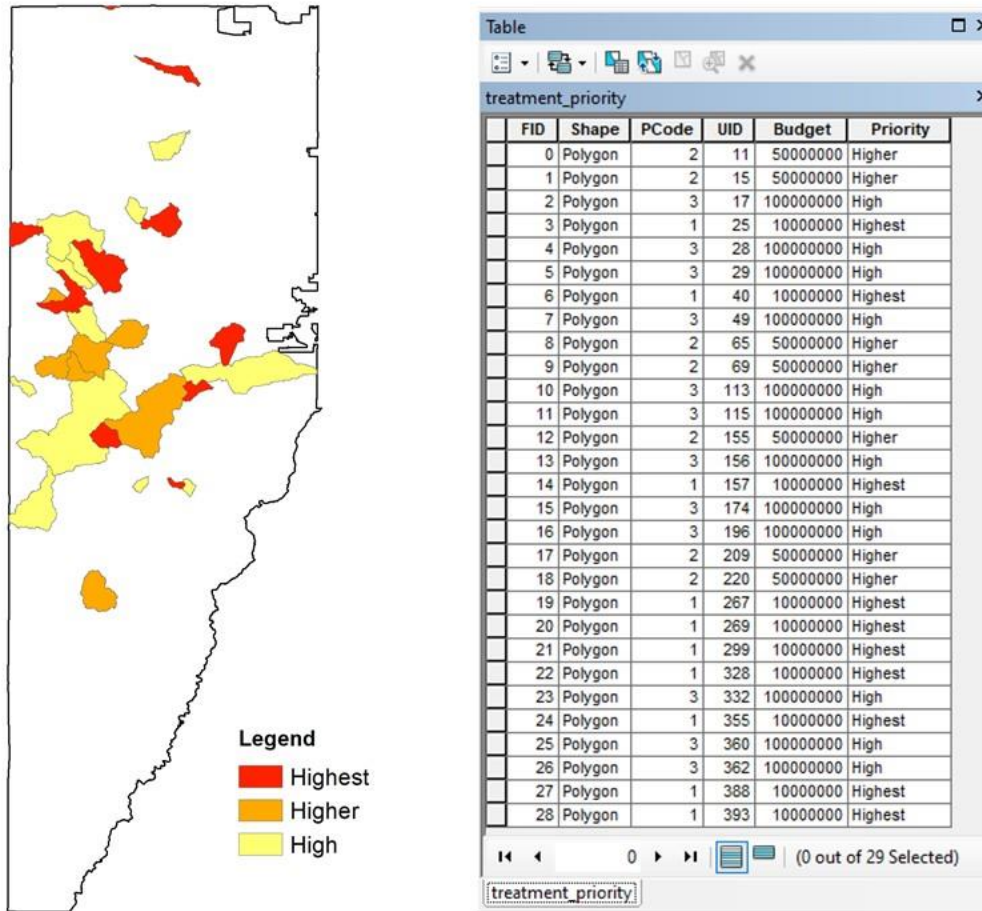 Legend
Highest
Higher
High
Table
treatment_priority
FID Shape PCode UID Budget Priority
0 Polygon 2 11 50000000 Higher
1 Polygon 2 15 50000000 Higher
2 Polygon 3 17 100000000 High
3 Polygon 1 25 10000000 Highest
4 Polygon 3 28 100000000 High
5 Polygon 3 29 100000000 High
6 Polygon 1 40 10000000 Highest
7 Polygon 3 49 100000000 High
8 Polygon 2 65 50000000 Higher
9 Polygon 2 69 50000000 Higher
10 Polygon 3 113 100000000 High
11 Polygon 3 115 100000000 High
12 Polygon 2 155 50000000 Higher
13 Polygon 3 156 100000000 High
14 Polygon 1 157 10000000 Highest
15 Polygon 3 174 100000000 High
16 Polygon 3 196 100000000 High
17 Polygon 2 209 50000000 Higher
18 Polygon 2 220 50000000 Higher
19 Polygon 1 267 10000000 Highest
20 Polygon 1 269 10000000 Highest
21 Polygon 1 299 10000000 Highest
22 Polygon 1 328 10000000 Highest
23 Polygon 3 332 100000000 High
24 Polygon 1 355 10000000 Highest
25 Polygon 3 360 100000000 High
26 Polygon 3 362 100000000 High
27 Polygon 1 388 10000000 Highest
28 Polygon 1 393 10000000 Highest
0 (0 out of 29 Selected)
treatment_priority